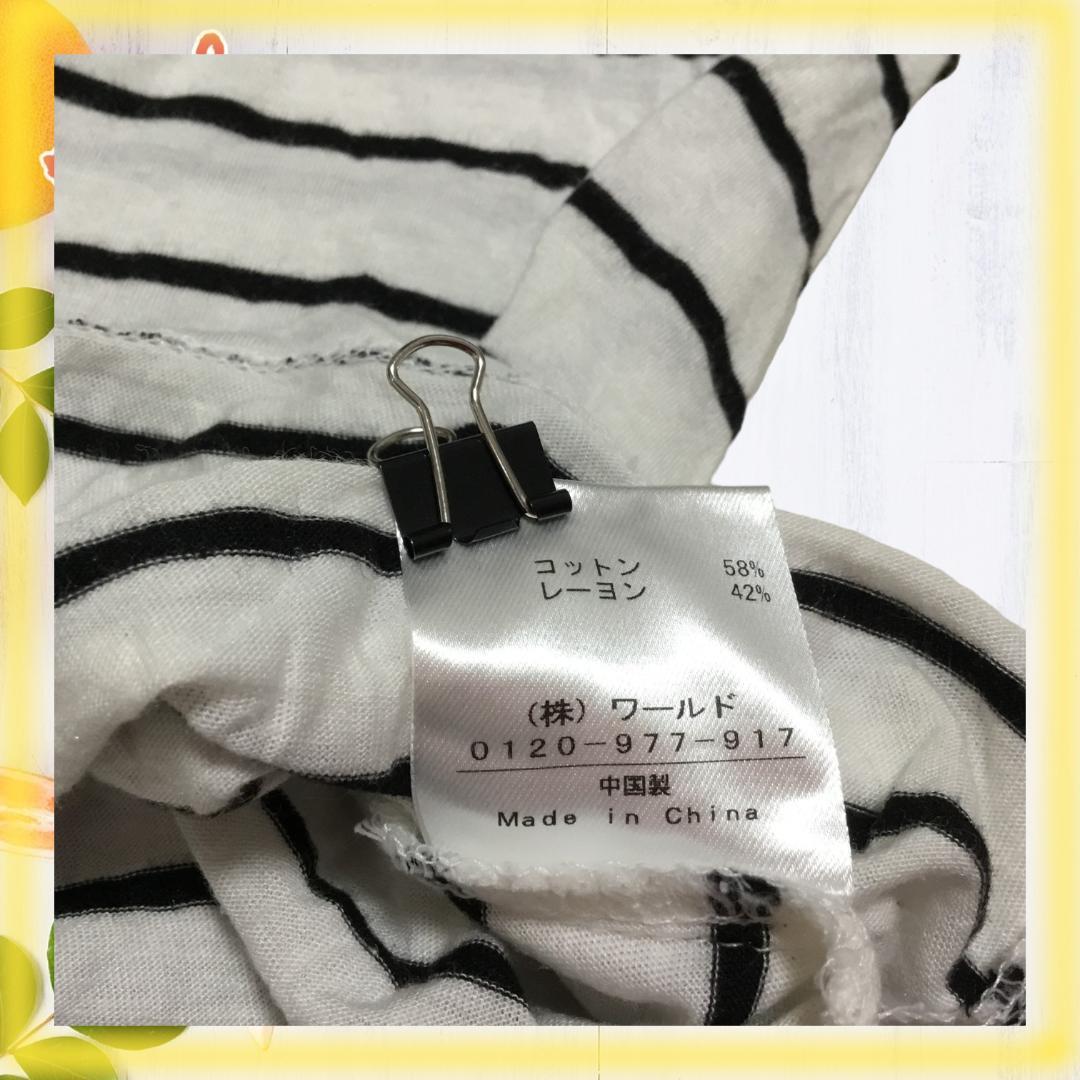 コットン 58%
レーヨン 42%
（株）ワールド
0120-977-917
中国製
Made in China